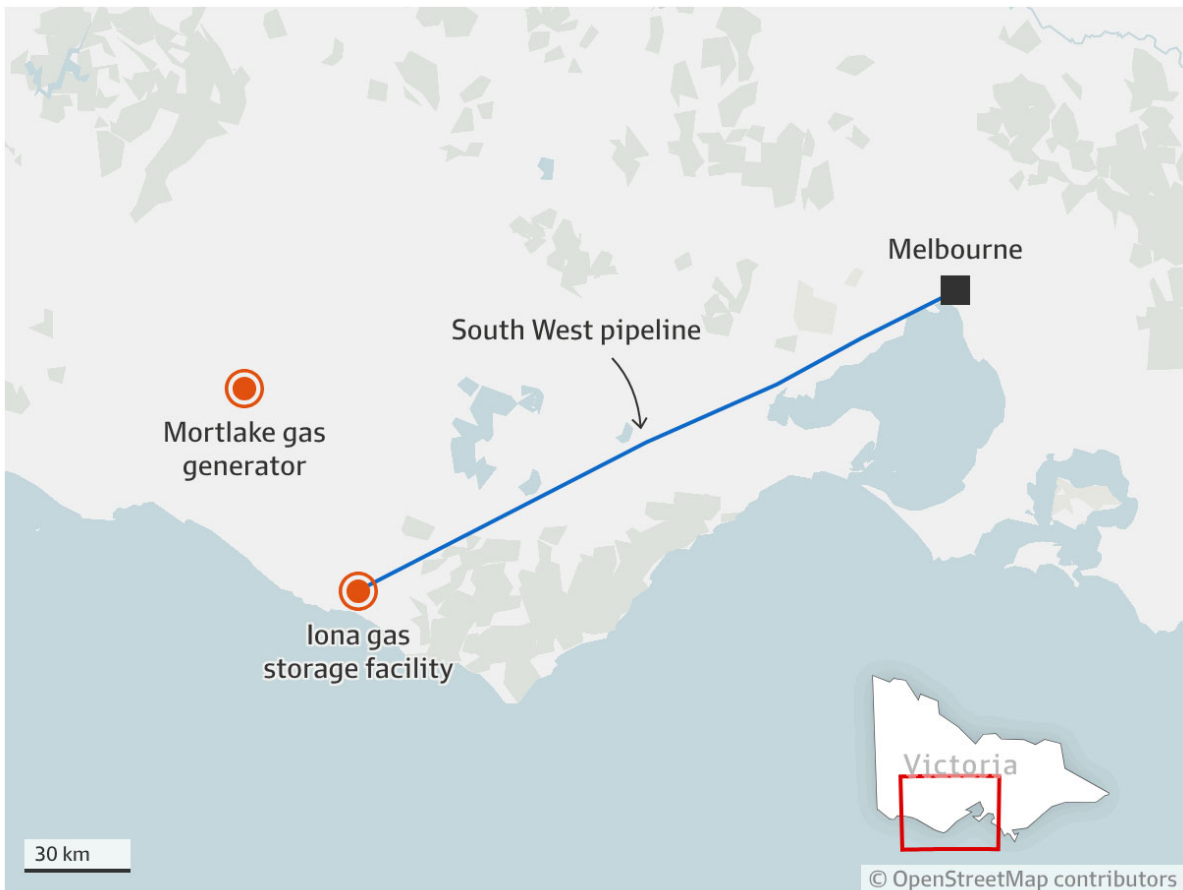 Melbourne
South West pipeline
Mortlake gas
generator
Iona gas
storage facility
Victoria
30 km
© OpenStreetMap contributors